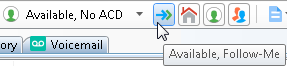 Available, No ACD
ory Voicemail
Available, Follow-Me